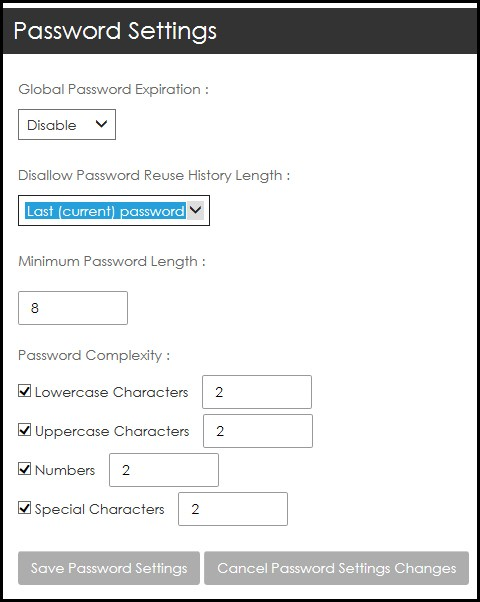 Password Settings
Global Password Expiration :
Disable
Disallow Password Reuse History Length :
Last (current) password
Minimum Password Length :
8
Password Complexity :
Lowercase Characters 2
Uppercase Characters 2
Numbers 2
Special Characters 2
Save Password Settings Cancel Password Settings Changes